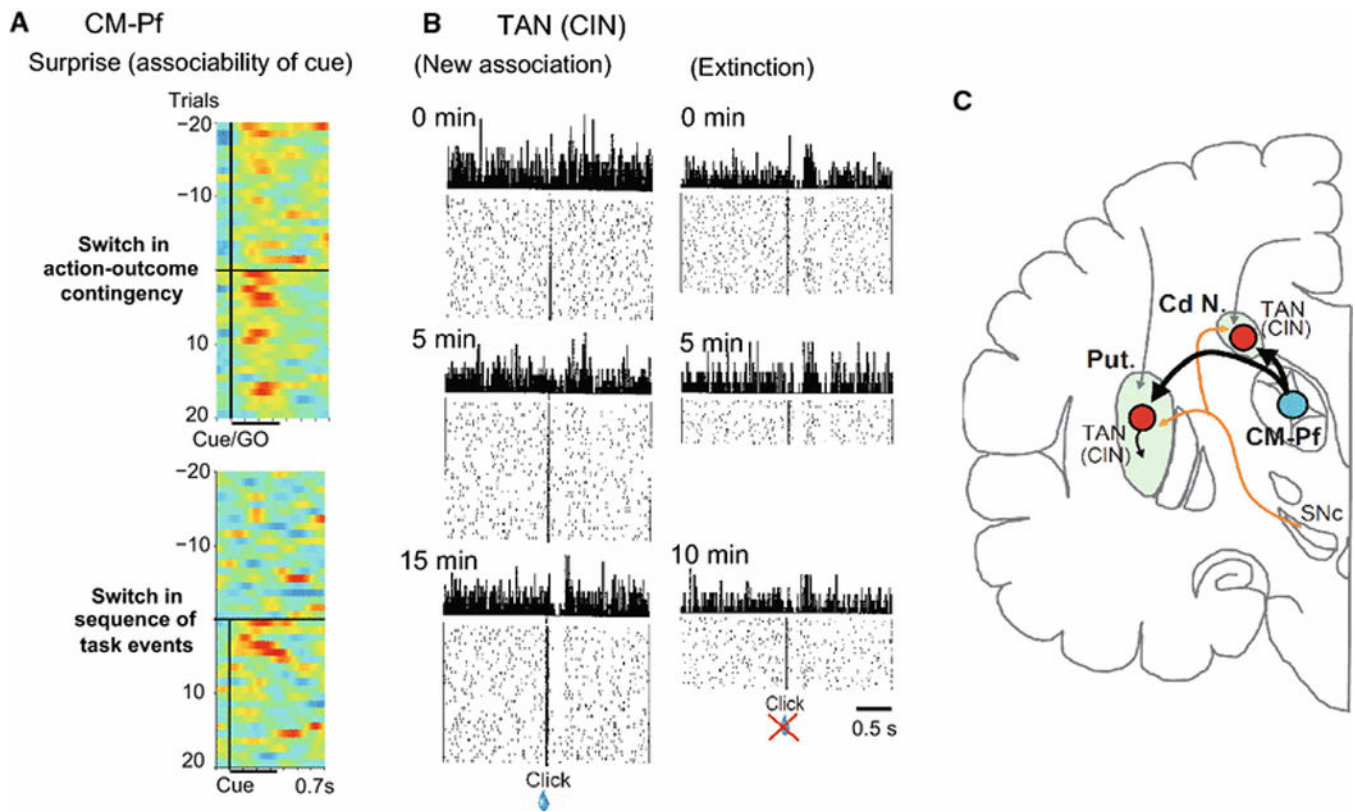 A CM-Pf
Surprise (associability of cue)
Trials
−20
−10
Switch in
action-outcome
contingency
10
20
Cue/GO
−20
−10
Switch in
sequence of
task events
10
20
Cue 0.7s
B TAN (CIN)
(New association) (Extinction)
0 min 0 min
5 min 5 min
15 min 10 min
Click
Click
0.5 s
C
Cd N.
TAN
(CIN)
Put.
TAN
(CIN)
CM-Pf
SNc